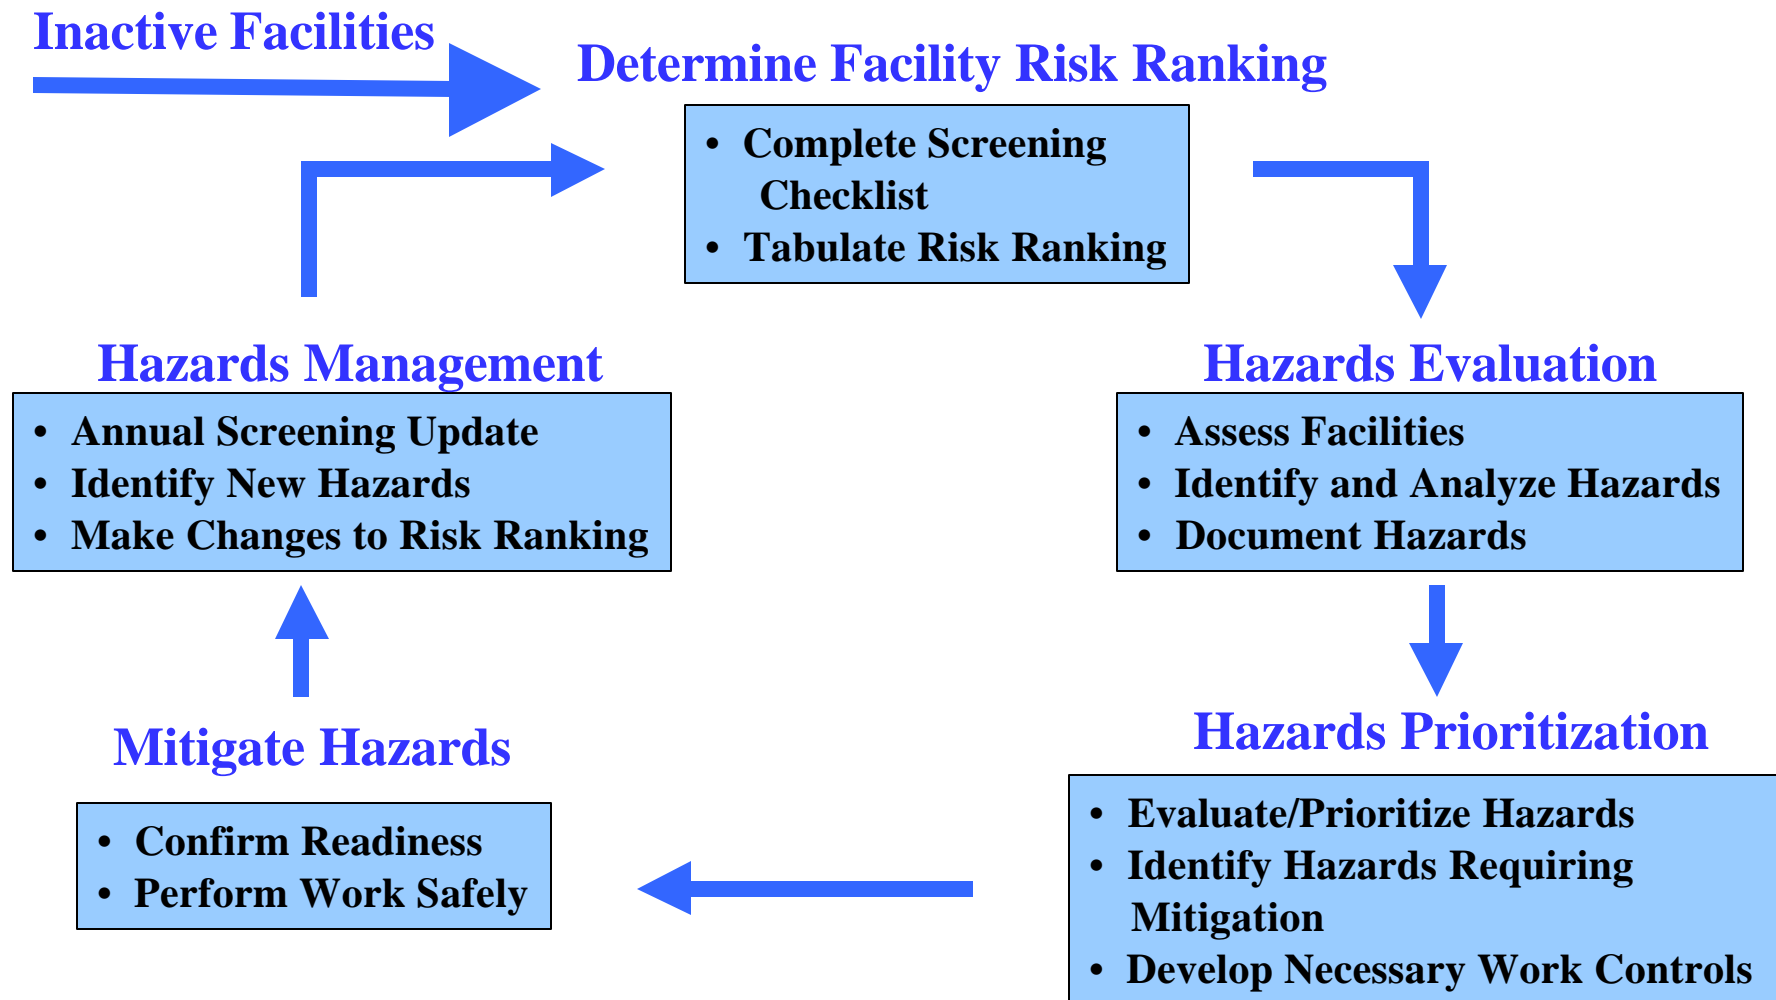 Inactive Facilities
Determine Facility Risk Ranking
• Complete Screening
Checklist
• Tabulate Risk Ranking
Hazards Management
• Annual Screening Update
• Identify New Hazards
• Make Changes to Risk Ranking
Hazards Evaluation
• Assess Facilities
• Identify and Analyze Hazards
• Document Hazards
Mitigate Hazards
• Confirm Readiness
• Perform Work Safely
Hazards Prioritization
• Evaluate/Prioritize Hazards
• Identify Hazards Requiring
Mitigation
• Develop Necessary Work Controls